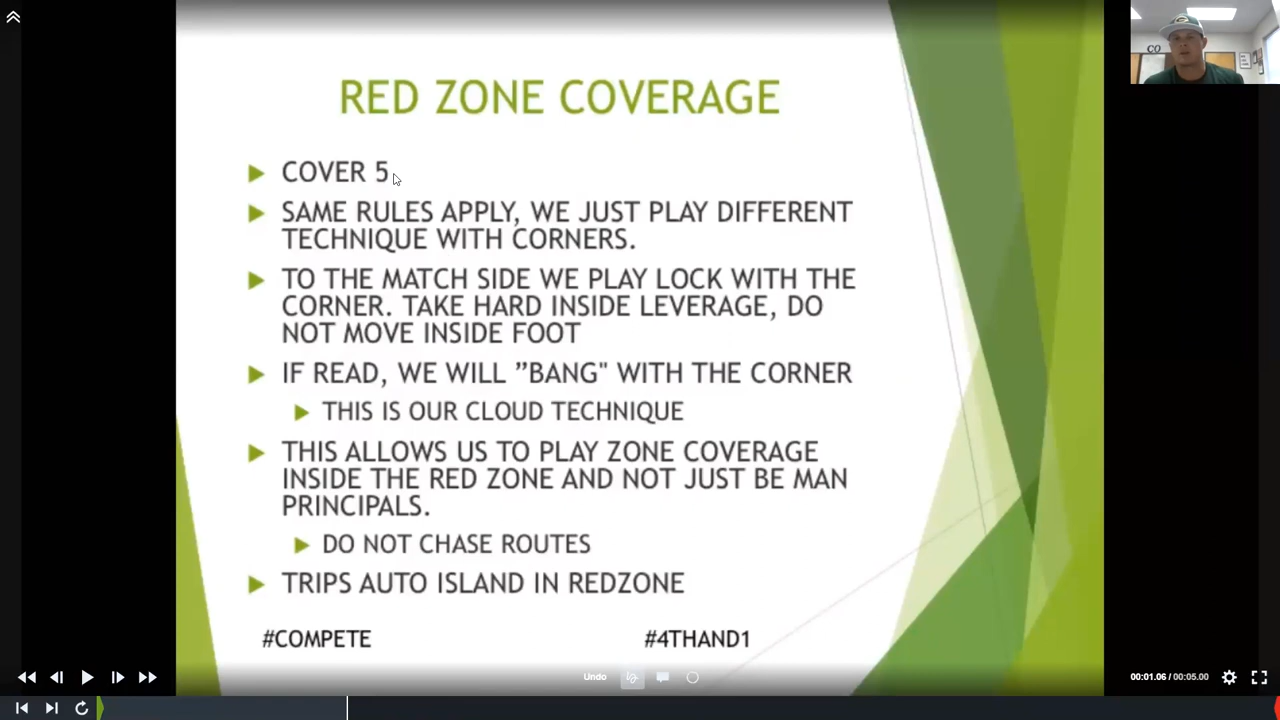 RED ZONE COVERAGE
COVER 5
SAME RULES APPLY, WE JUST PLAY DIFFERENT
TECHNIQUE WITH CORNERS.
TO THE MATCH SIDE WE PLAY LOCK WITH THE
CORNER. TAKE HARD INSIDE LEVERAGE, DO
NOT MOVE INSIDE FOOT
IF READ, WE WILL ”BANG" WITH THE CORNER
THIS IS OUR CLOUD TECHNIQUE
THIS ALLOWS US TO PLAY ZONE COVERAGE
INSIDE THE RED ZONE AND NOT JUST BE MAN
PRINCIPALS.
DO NOT CHASE ROUTES
TRIPS AUTO ISLAND IN REDZONE
#COMPETE #4THAND1
Undo
00:01.06 / 00:05.00
CO